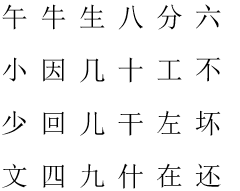 午 牛 生 八 分 六
小 因 几 十 工 不
少 回 儿 干 左 坏
文 四 九 什 在 还